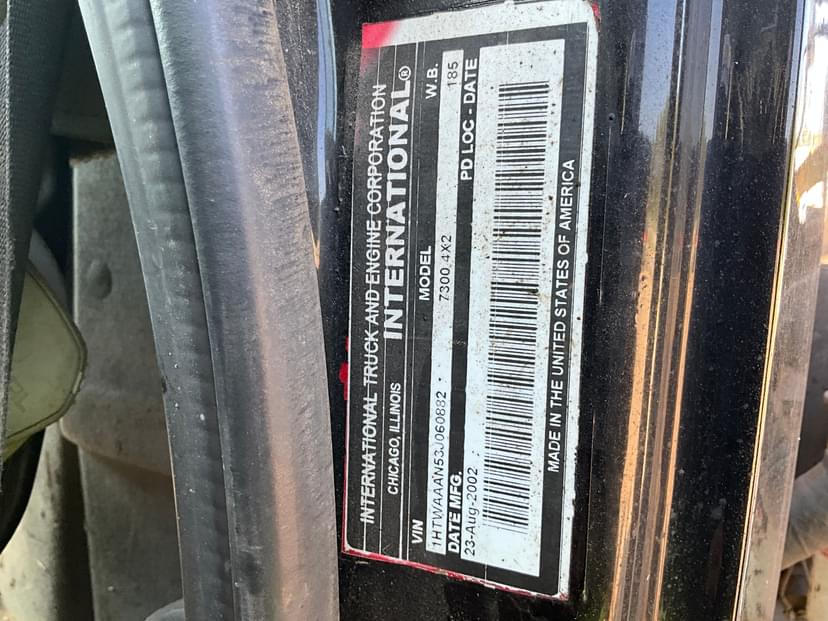 INTERNATIONAL TRUCK AND ENGINE CORPORATION
CHICAGO, ILLINOIS INTERNATIONAL®
VIN MODEL W.B.
1HTWAAAN53J060882 7300 4X2 185
DATE MFG. PD LOC - DATE
23-Aug-2002
MADE IN THE UNITED STATES OF AMERICA